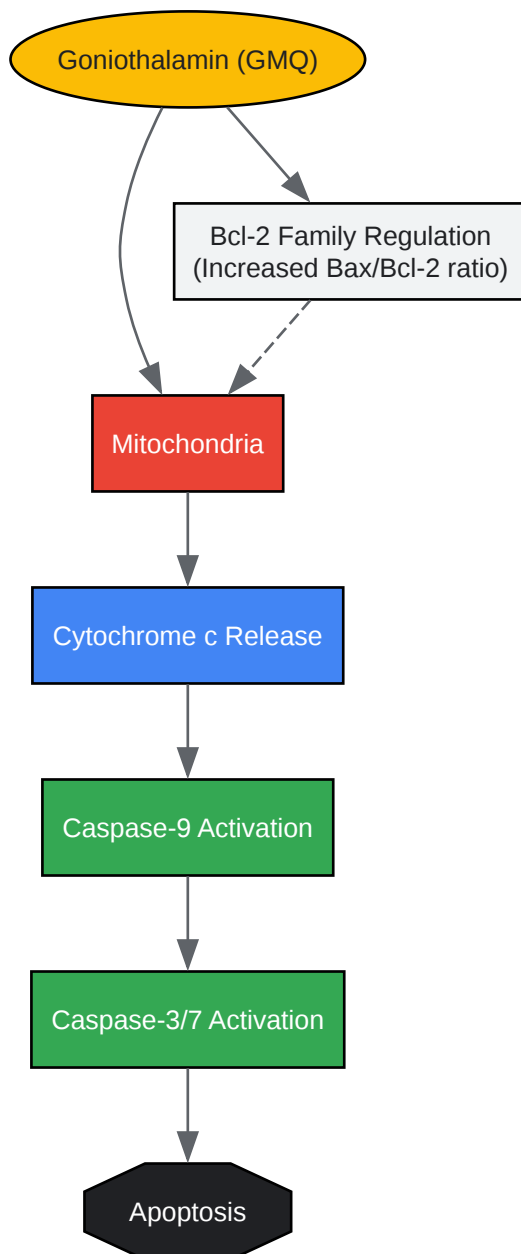 Goniothalamin (GMQ)
Bcl-2 Family Regulation
(Increased Bax/Bcl-2 ratio)
Mitochondria
Cytochrome c Release
Caspase-9 Activation
Caspase-3/7 Activation
Apoptosis